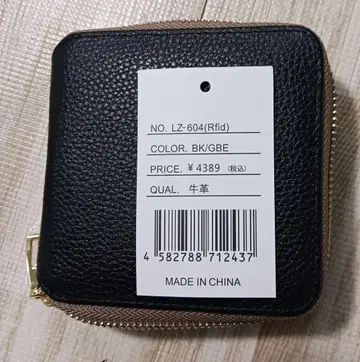 NO. LZ-604(Rfid)
COLOR. BK/GBE
PRICE. ¥ 4389 (税込)
QUAL. 牛革
4 582788 712437
MADE IN CHINA